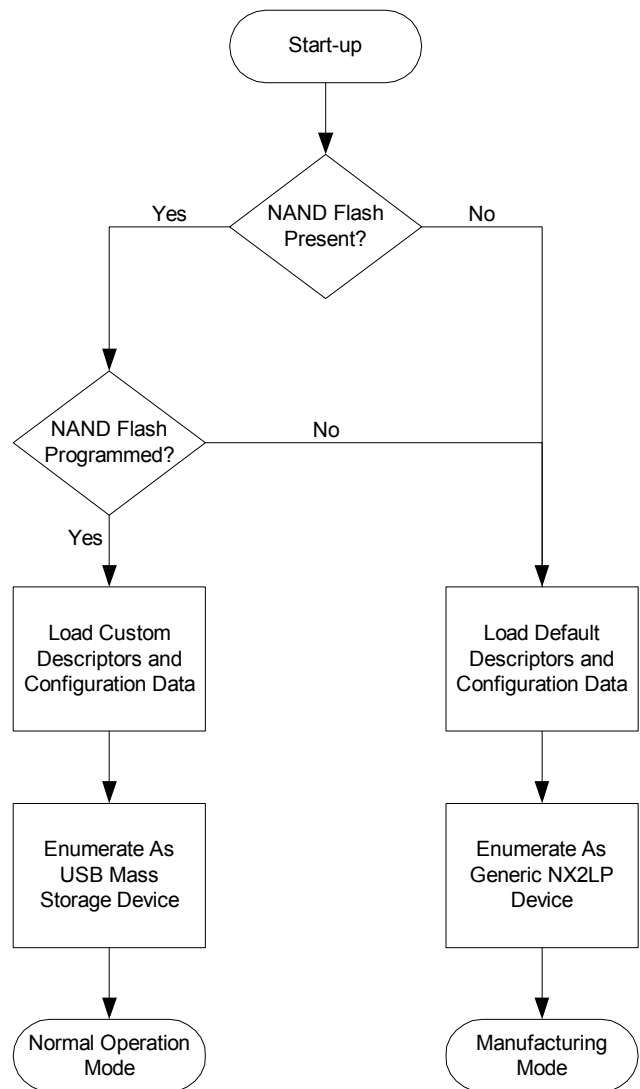 Start-up
NAND Flash
Present?
Yes
No
NAND Flash
Programmed?
No
Yes
Load Custom
Descriptors and
Configuration Data
Load Default
Descriptors and
Configuration Data
Enumerate As
USB Mass
Storage Device
Enumerate As
Generic NX2LP
Device
Normal Operation
Mode
Manufacturing
Mode